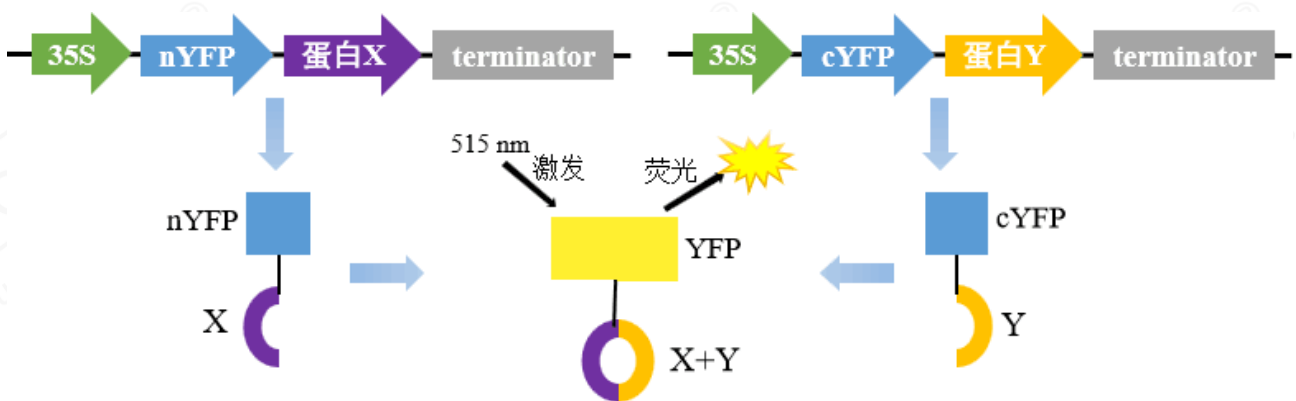 35S nYFP 蛋白X terminator 35S cYFP 蛋白Y terminator
515 nm 激发 荧光
nYFP YFP cYFP
X X+Y Y